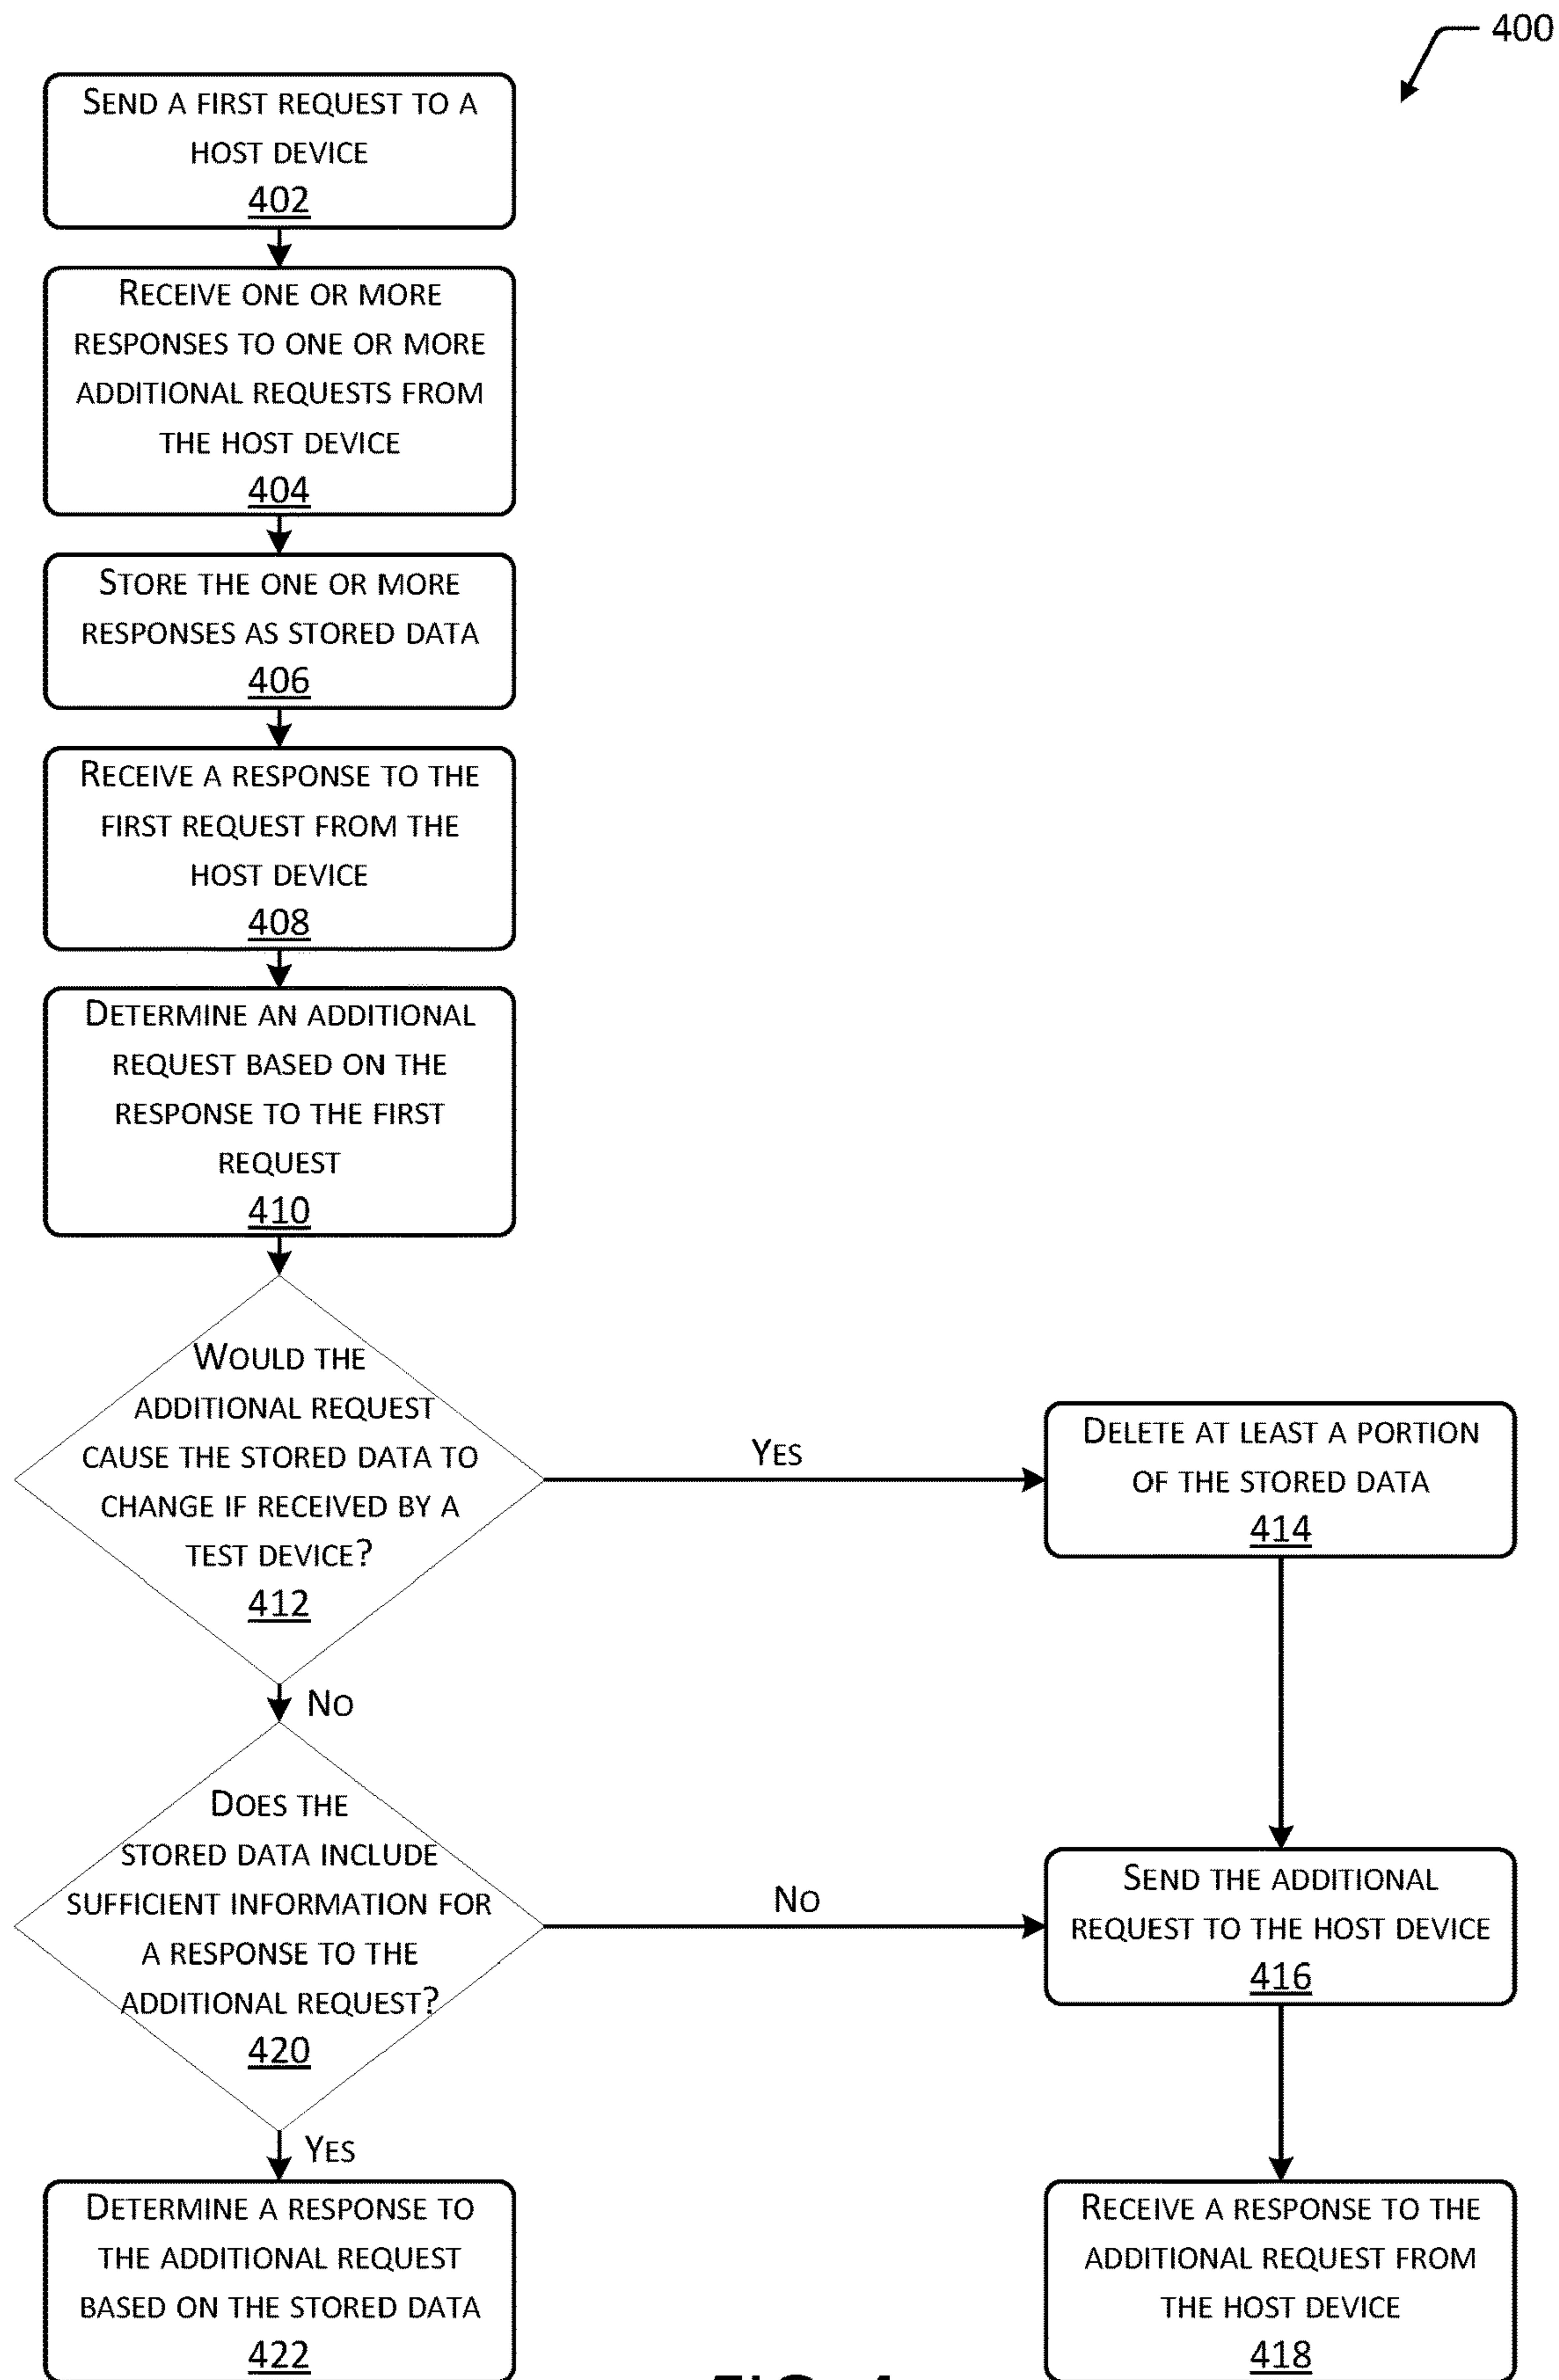 400
SEND A FIRST REQUEST TO A
HOST DEVICE
402
RECEIVE ONE OR MORE
RESPONSES TO ONE OR MORE
ADDITIONAL REQUESTS FROM
THE HOST DEVICE
404
STORE THE ONE OR MORE
RESPONSES AS STORED DATA
406
RECEIVE A RESPONSE TO THE
FIRST REQUEST FROM THE
HOST DEVICE
408
DETERMINE AN ADDITIONAL
REQUEST BASED ON THE
RESPONSE TO THE FIRST
REQUEST
410
WOULD THE
ADDITIONAL REQUEST
CAUSE THE STORED DATA TO
CHANGE IF RECEIVED BY A
TEST DEVICE?
412
YES
DELETE AT LEAST A PORTION
OF THE STORED DATA
414
NO
DOES THE
STORED DATA INCLUDE
SUFFICIENT INFORMATION FOR
A RESPONSE TO THE
ADDITIONAL REQUEST?
420
NO
SEND THE ADDITIONAL
REQUEST TO THE HOST DEVICE
416
YES
DETERMINE A RESPONSE TO
THE ADDITIONAL REQUEST
BASED ON THE STORED DATA
422
RECEIVE A RESPONSE TO THE
ADDITIONAL REQUEST FROM
THE HOST DEVICE
418